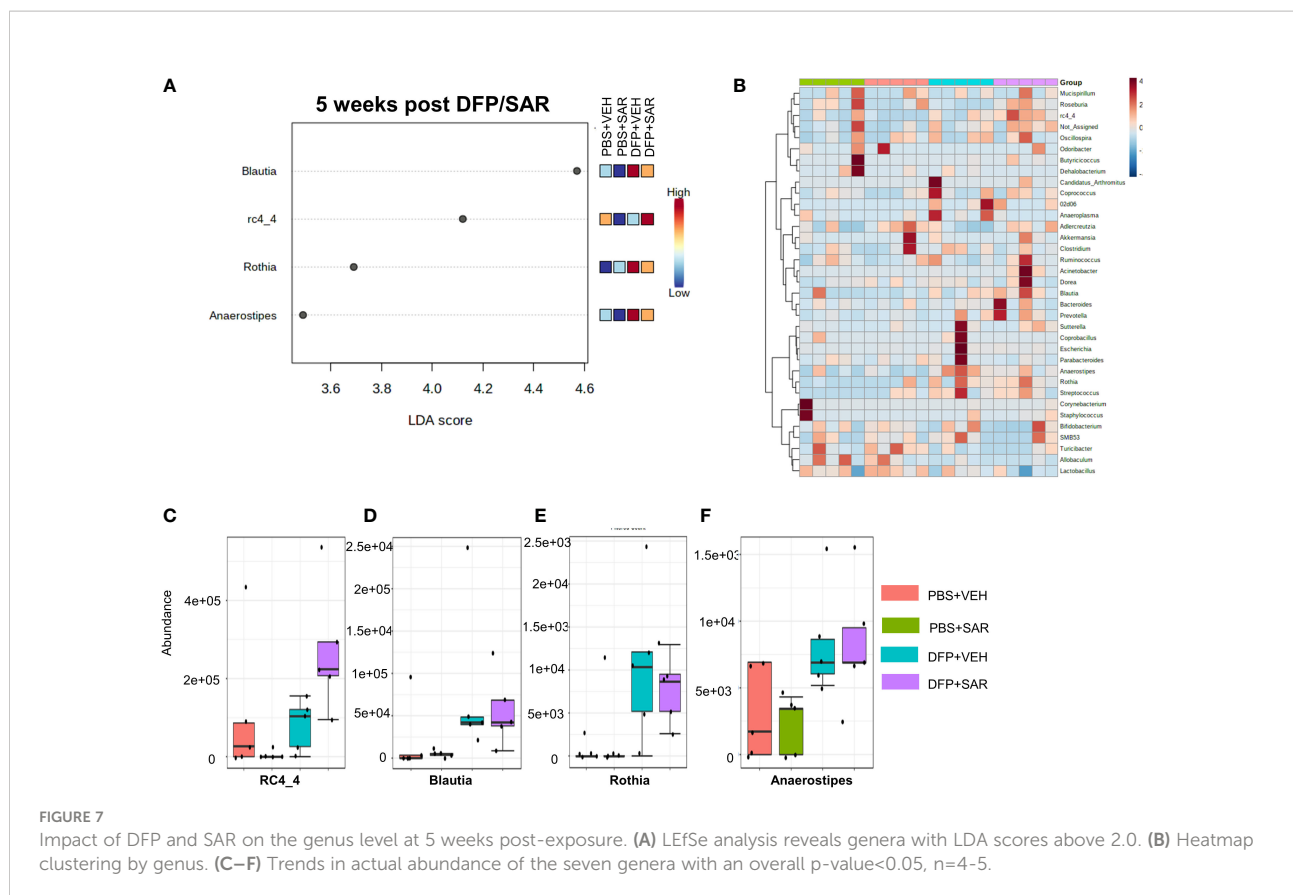 A
5 weeks post DFP/SAR
PBS+VEH
PBS+SAR
DFP+VEH
DFP+SAR
Blautia
rc4_4
Rothia
Anaerostipes
High
Low
3.6 3.8 4.0 4.2 4.4 4.6
LDA score
B
Group
Mucispirillum
Roseburia
rc4_4
Not_Assigned
Oscillospira
Odoribacter
Butyricicoccus
Dehalobacterium
Candidatus_Arthromitus
Coprococcus
02d06
Anaeroplasma
Adlercreutzia
Akkermansia
Clostridium
Ruminococcus
Acinetobacter
Dorea
Blautia
Bacteroides
Prevotella
Sutterella
Coprobacillus
Escherichia
Parabacteroides
Anaerostipes
Rothia
Streptococcus
Corynebacterium
Staphylococcus
Bifidobacterium
SMB53
Turicibacter
Allobaculum
Lactobacillus
4
2
0
-2
-4
C
Abundance
4e+05
2e+05
0
RC4_4
D
2.5e+04
2e+05
1.5e+05
1e+05
5e+04
0
Blautia
E
2.5e+03
2e+04
1.5e+03
1e+04
5e+03
0
Rothia
F
1.5e+03
1e+04
5e+03
0
Anaerostipes
PBS+VEH
PBS+SAR
DFP+VEH
DFP+SAR
FIGURE 7
Impact of DFP and SAR on the genus level at 5 weeks post-exposure. (A) LEfSe analysis reveals genera with LDA scores above 2.0. (B) Heatmap
clustering by genus. (C–F) Trends in actual abundance of the seven genera with an overall p-value<0.05, n=4-5.